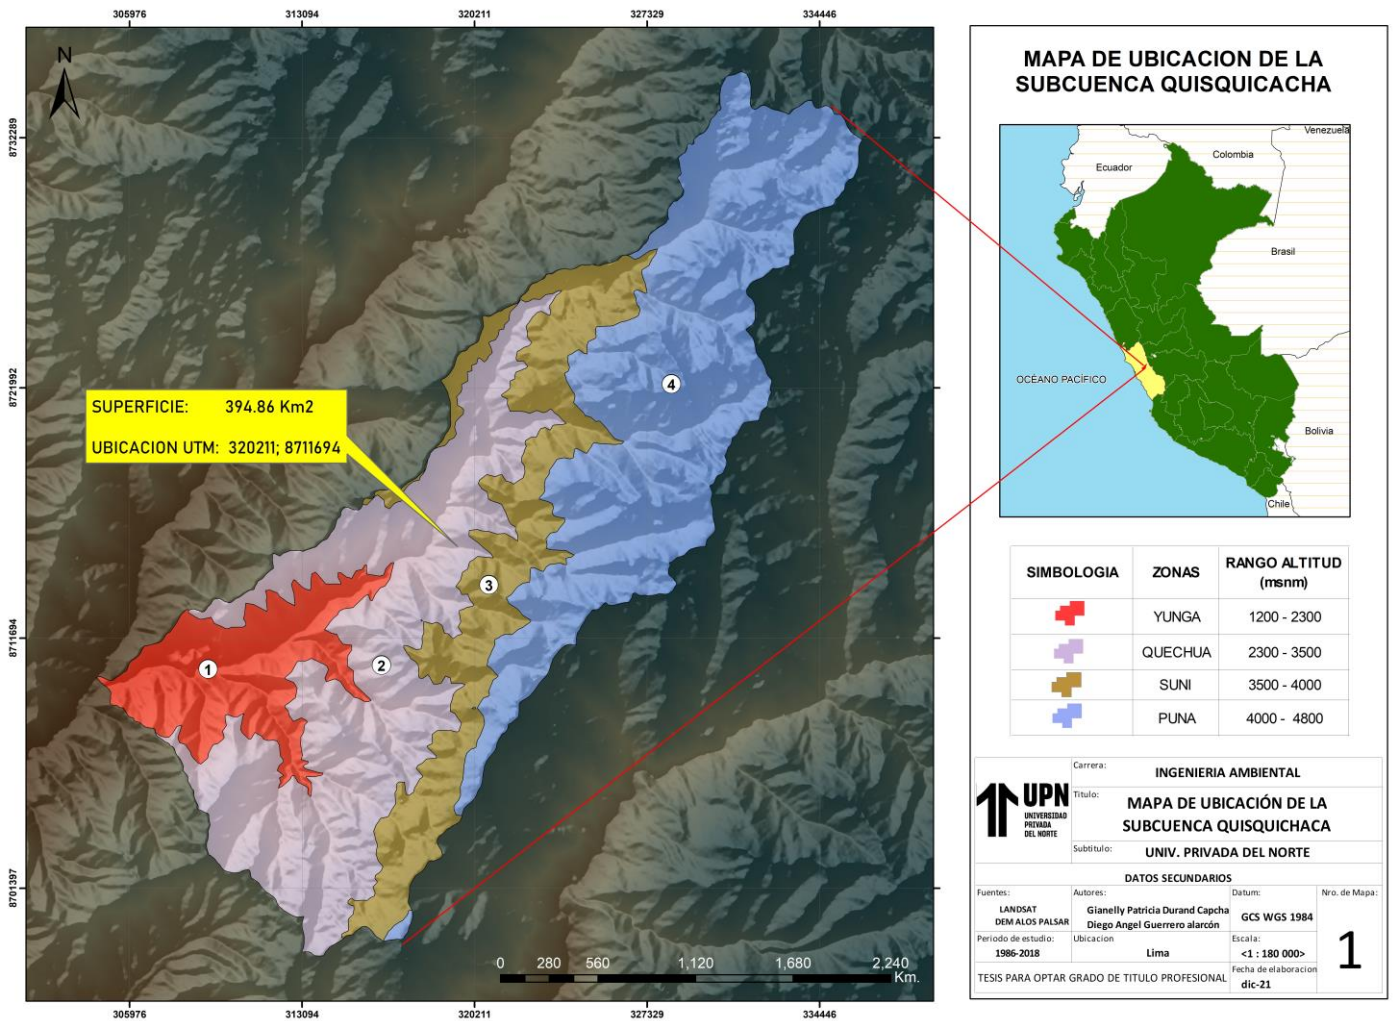 305976
313094
320211
327329
334446
8732289
8721992
8711694
8701397
N
SUPERFICIE: 394.86 Km2
UBICACION UTM: 320211; 8711694
1
2
3
4
0 280 560 1,120 1,680 2,240
Km.
305976
313094
320211
327329
334446
MAPA DE UBICACION DE LA
SUBCUENCA QUISQUICACHA
Venezuela
Colombia
Ecuador
Brasil
OCÉANO PACÍFICO
Bolivia
Chile
SIMBOLOGIA ZONAS RANGO ALTITUD
(msnm)
YUNGA 1200 - 2300
QUECHUA 2300 - 3500
SUNI 3500 - 4000
PUNA 4000 - 4800
UPN
UNIVERSIDAD
PRIVADA
DEL NORTE
Carrera:
INGENIERIA AMBIENTAL
Titulo:
MAPA DE UBICACIÓN DE LA
SUBCUENCA QUISQUICHACA
Subtitulo:
UNIV. PRIVADA DEL NORTE
DATOS SECUNDARIOS
Fuentes:
LANDSAT
DEM ALOS PALSAR
Autores:
Gianelly Patricia Durand Capcha
Diego Angel Guerrero alarcón
Datum:
GCS WGS 1984
Nro. de Mapa:
1
Periodo de estudio:
1986-2018
Ubicacion
Lima
Escala:
<1 : 180 000>
TESIS PARA OPTAR GRADO DE TITULO PROFESIONAL
Fecha de elaboracion
dic-21